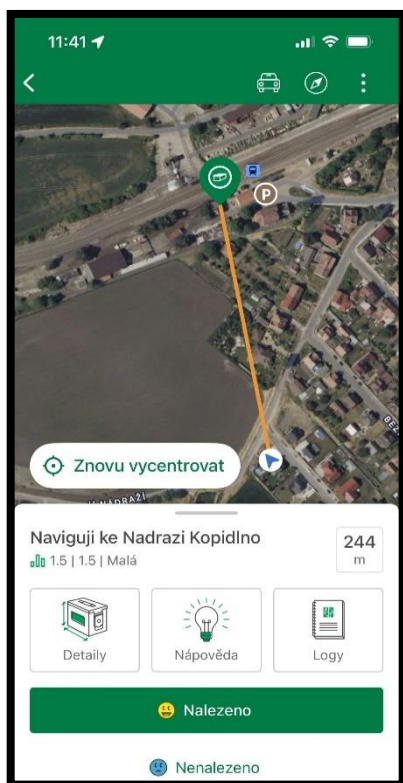 11:41
P
Znovu vycentrovat
U NÁDRAŽÍ
Naviguji ke Nadrazi Kopidlno
244
m
1.5 | 1.5 | Malá
Detaily
Nápověda
Logy
Nalezeno
Nenalezeno